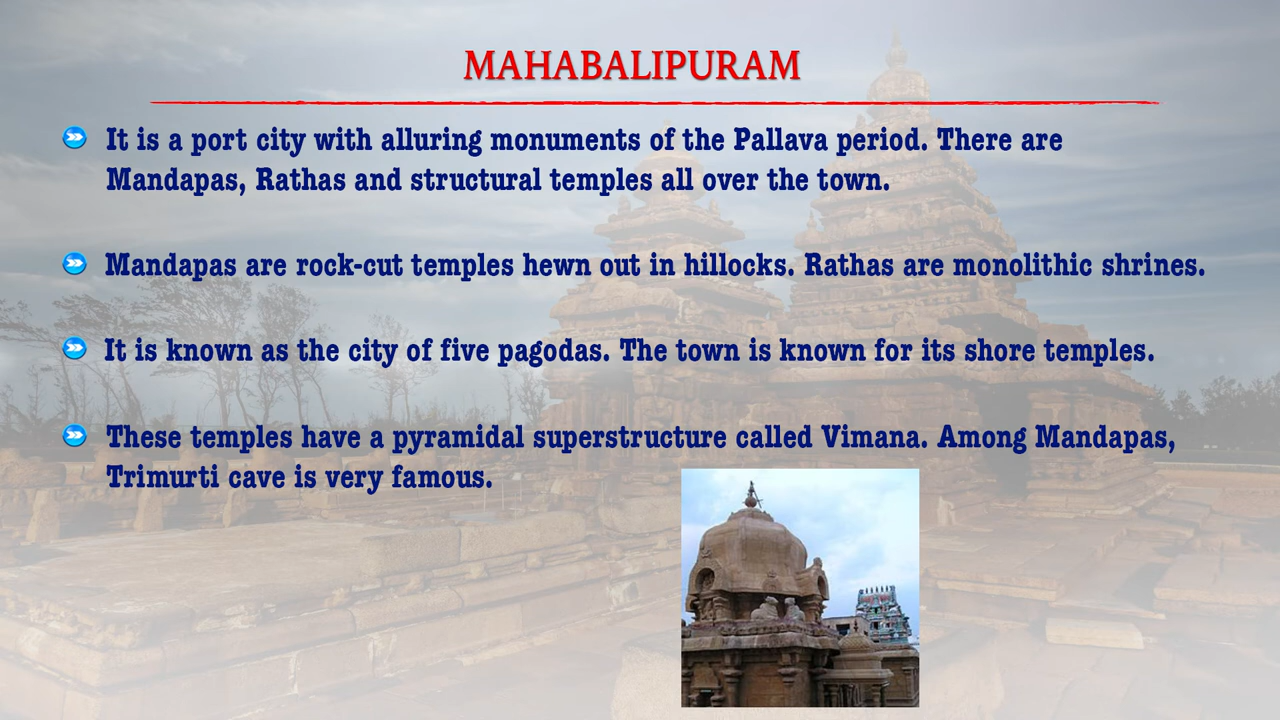 MAHABALIPURAM
It is a port city with alluring monuments of the Pallava period. There are
Mandapas, Rathas and structural temples all over the town.
Mandapas are rock-cut temples hewn out in hillocks. Rathas are monolithic shrines.
It is known as the city of five pagodas. The town is known for its shore temples.
These temples have a pyramidal superstructure called Vimana. Among Mandapas,
Trimurti cave is very famous.